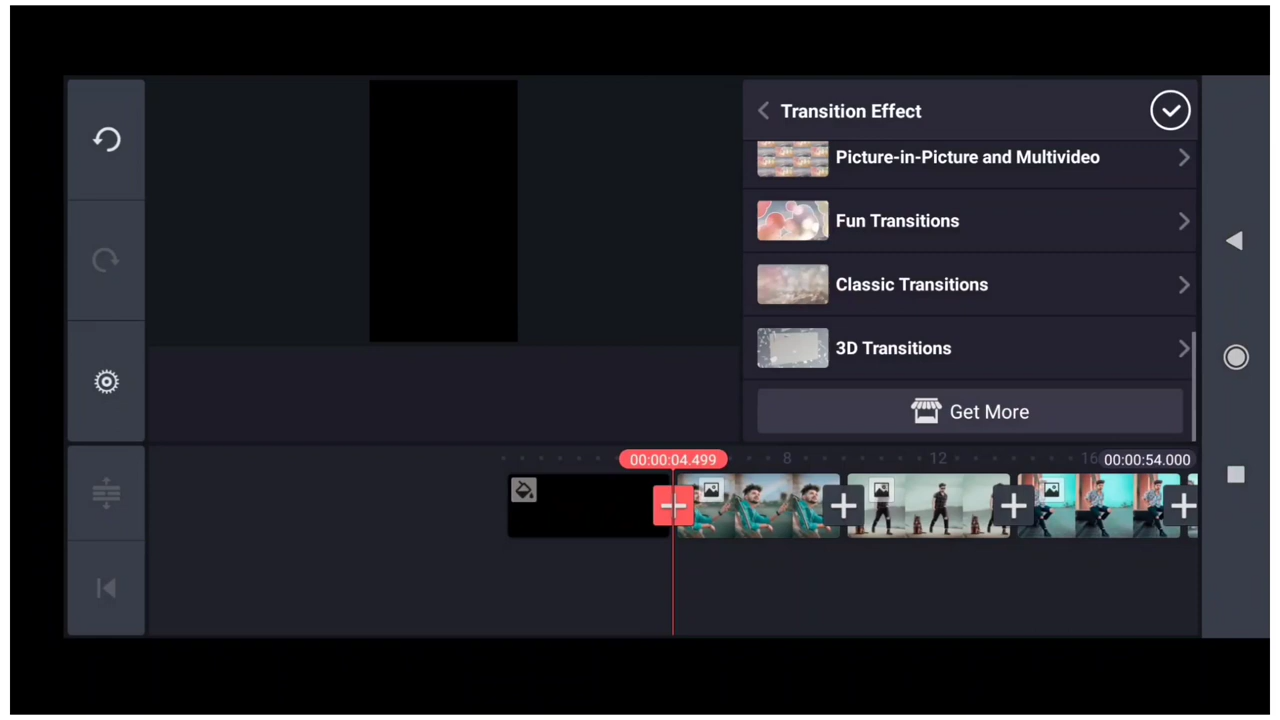 Transition Effect
Picture-in-Picture and Multivideo
Fun Transitions
Classic Transitions
3D Transitions
Get More
00:00:04.499
8
12
16
00:00:54.000